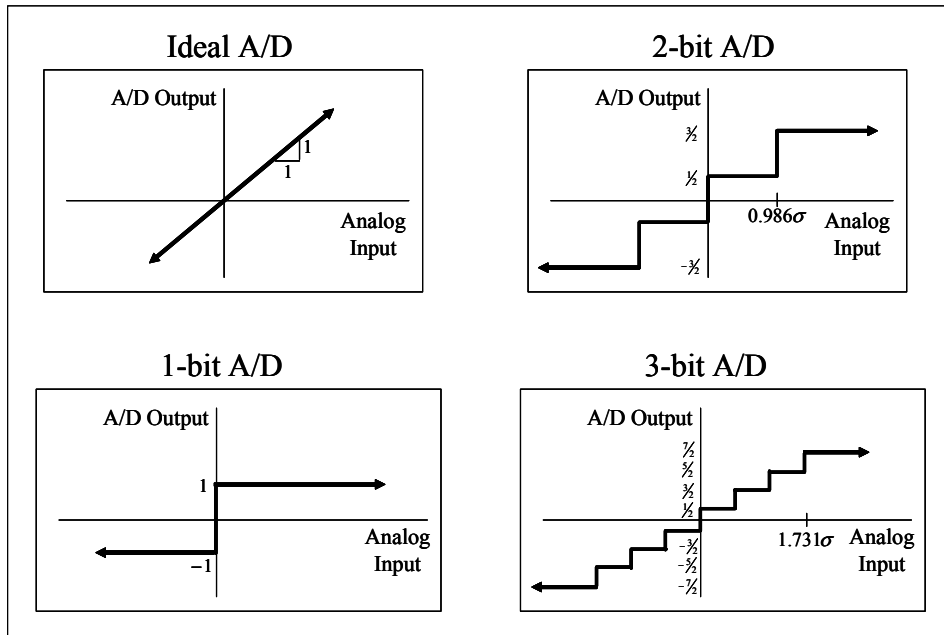 Ideal A/D
A/D Output
1
1
Analog
Input
2-bit A/D
A/D Output
3/2
1/2
0.986σ
-3/2
Analog
Input
1-bit A/D
A/D Output
1
−1
Analog
Input
3-bit A/D
A/D Output
7/2
5/2
3/2
1/2
-3/2
-5/2
-7/2
1.731σ
Analog
Input